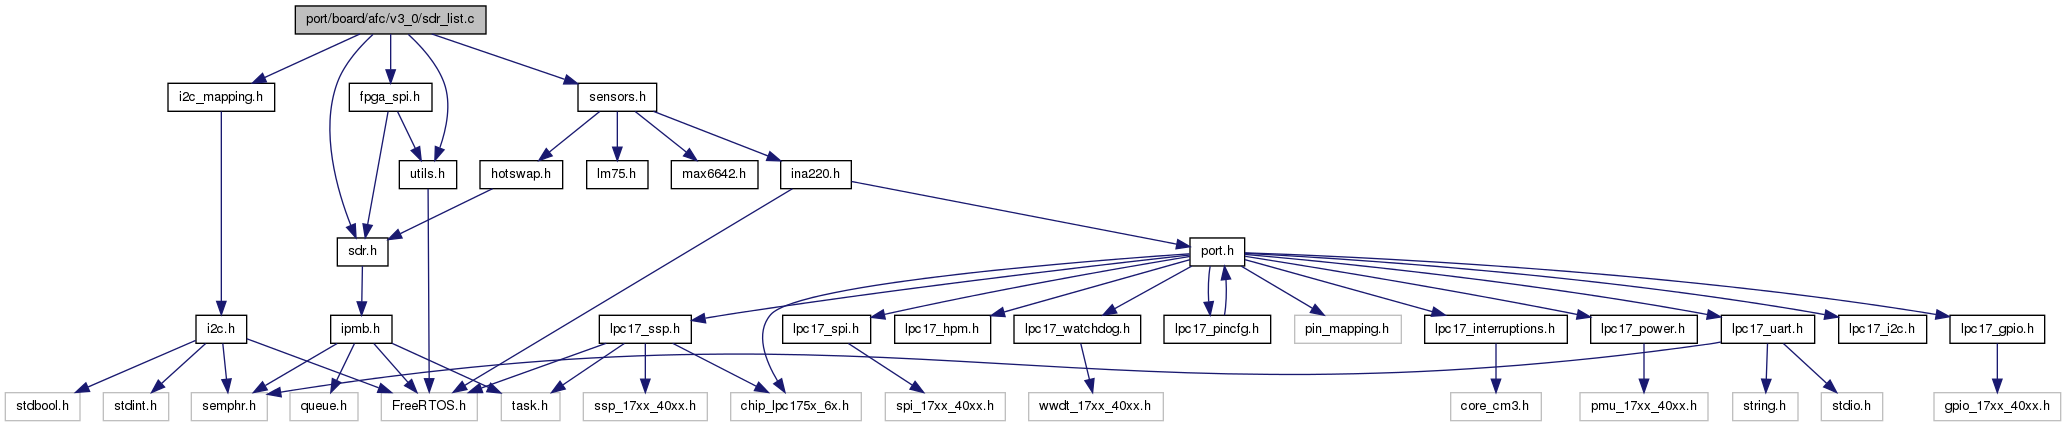 port/board/afc/v3_0/sdr_list.c
i2c_mapping.h
fpga_spi.h
sensors.h
utils.h
hotswap.h
lm75.h
max6642.h
ina220.h
sdr.h
port.h
i2c.h
ipmb.h
lpc17_ssp.h
lpc17_spi.h
lpc17_hpm.h
lpc17_watchdog.h
lpc17_pincfg.h
pin_mapping.h
lpc17_interruptions.h
lpc17_power.h
lpc17_uart.h
lpc17_i2c.h
lpc17_gpio.h
stdbool.h
stdint.h
semphr.h
queue.h
FreeRTOS.h
task.h
ssp_17xx_40xx.h
chip_lpc175x_6x.h
spi_17xx_40xx.h
wwdt_17xx_40xx.h
core_cm3.h
pmu_17xx_40xx.h
string.h
stdio.h
gpio_17xx_40xx.h